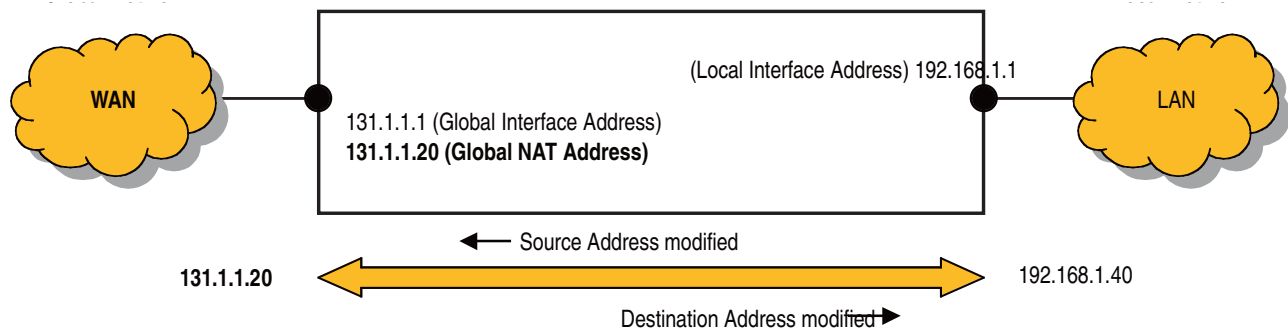 WAN
(Local Interface Address) 192.168.1.1
LAN
131.1.1.1 (Global Interface Address)
131.1.1.20 (Global NAT Address)
Source Address modified
131.1.1.20
192.168.1.40
Destination Address modified